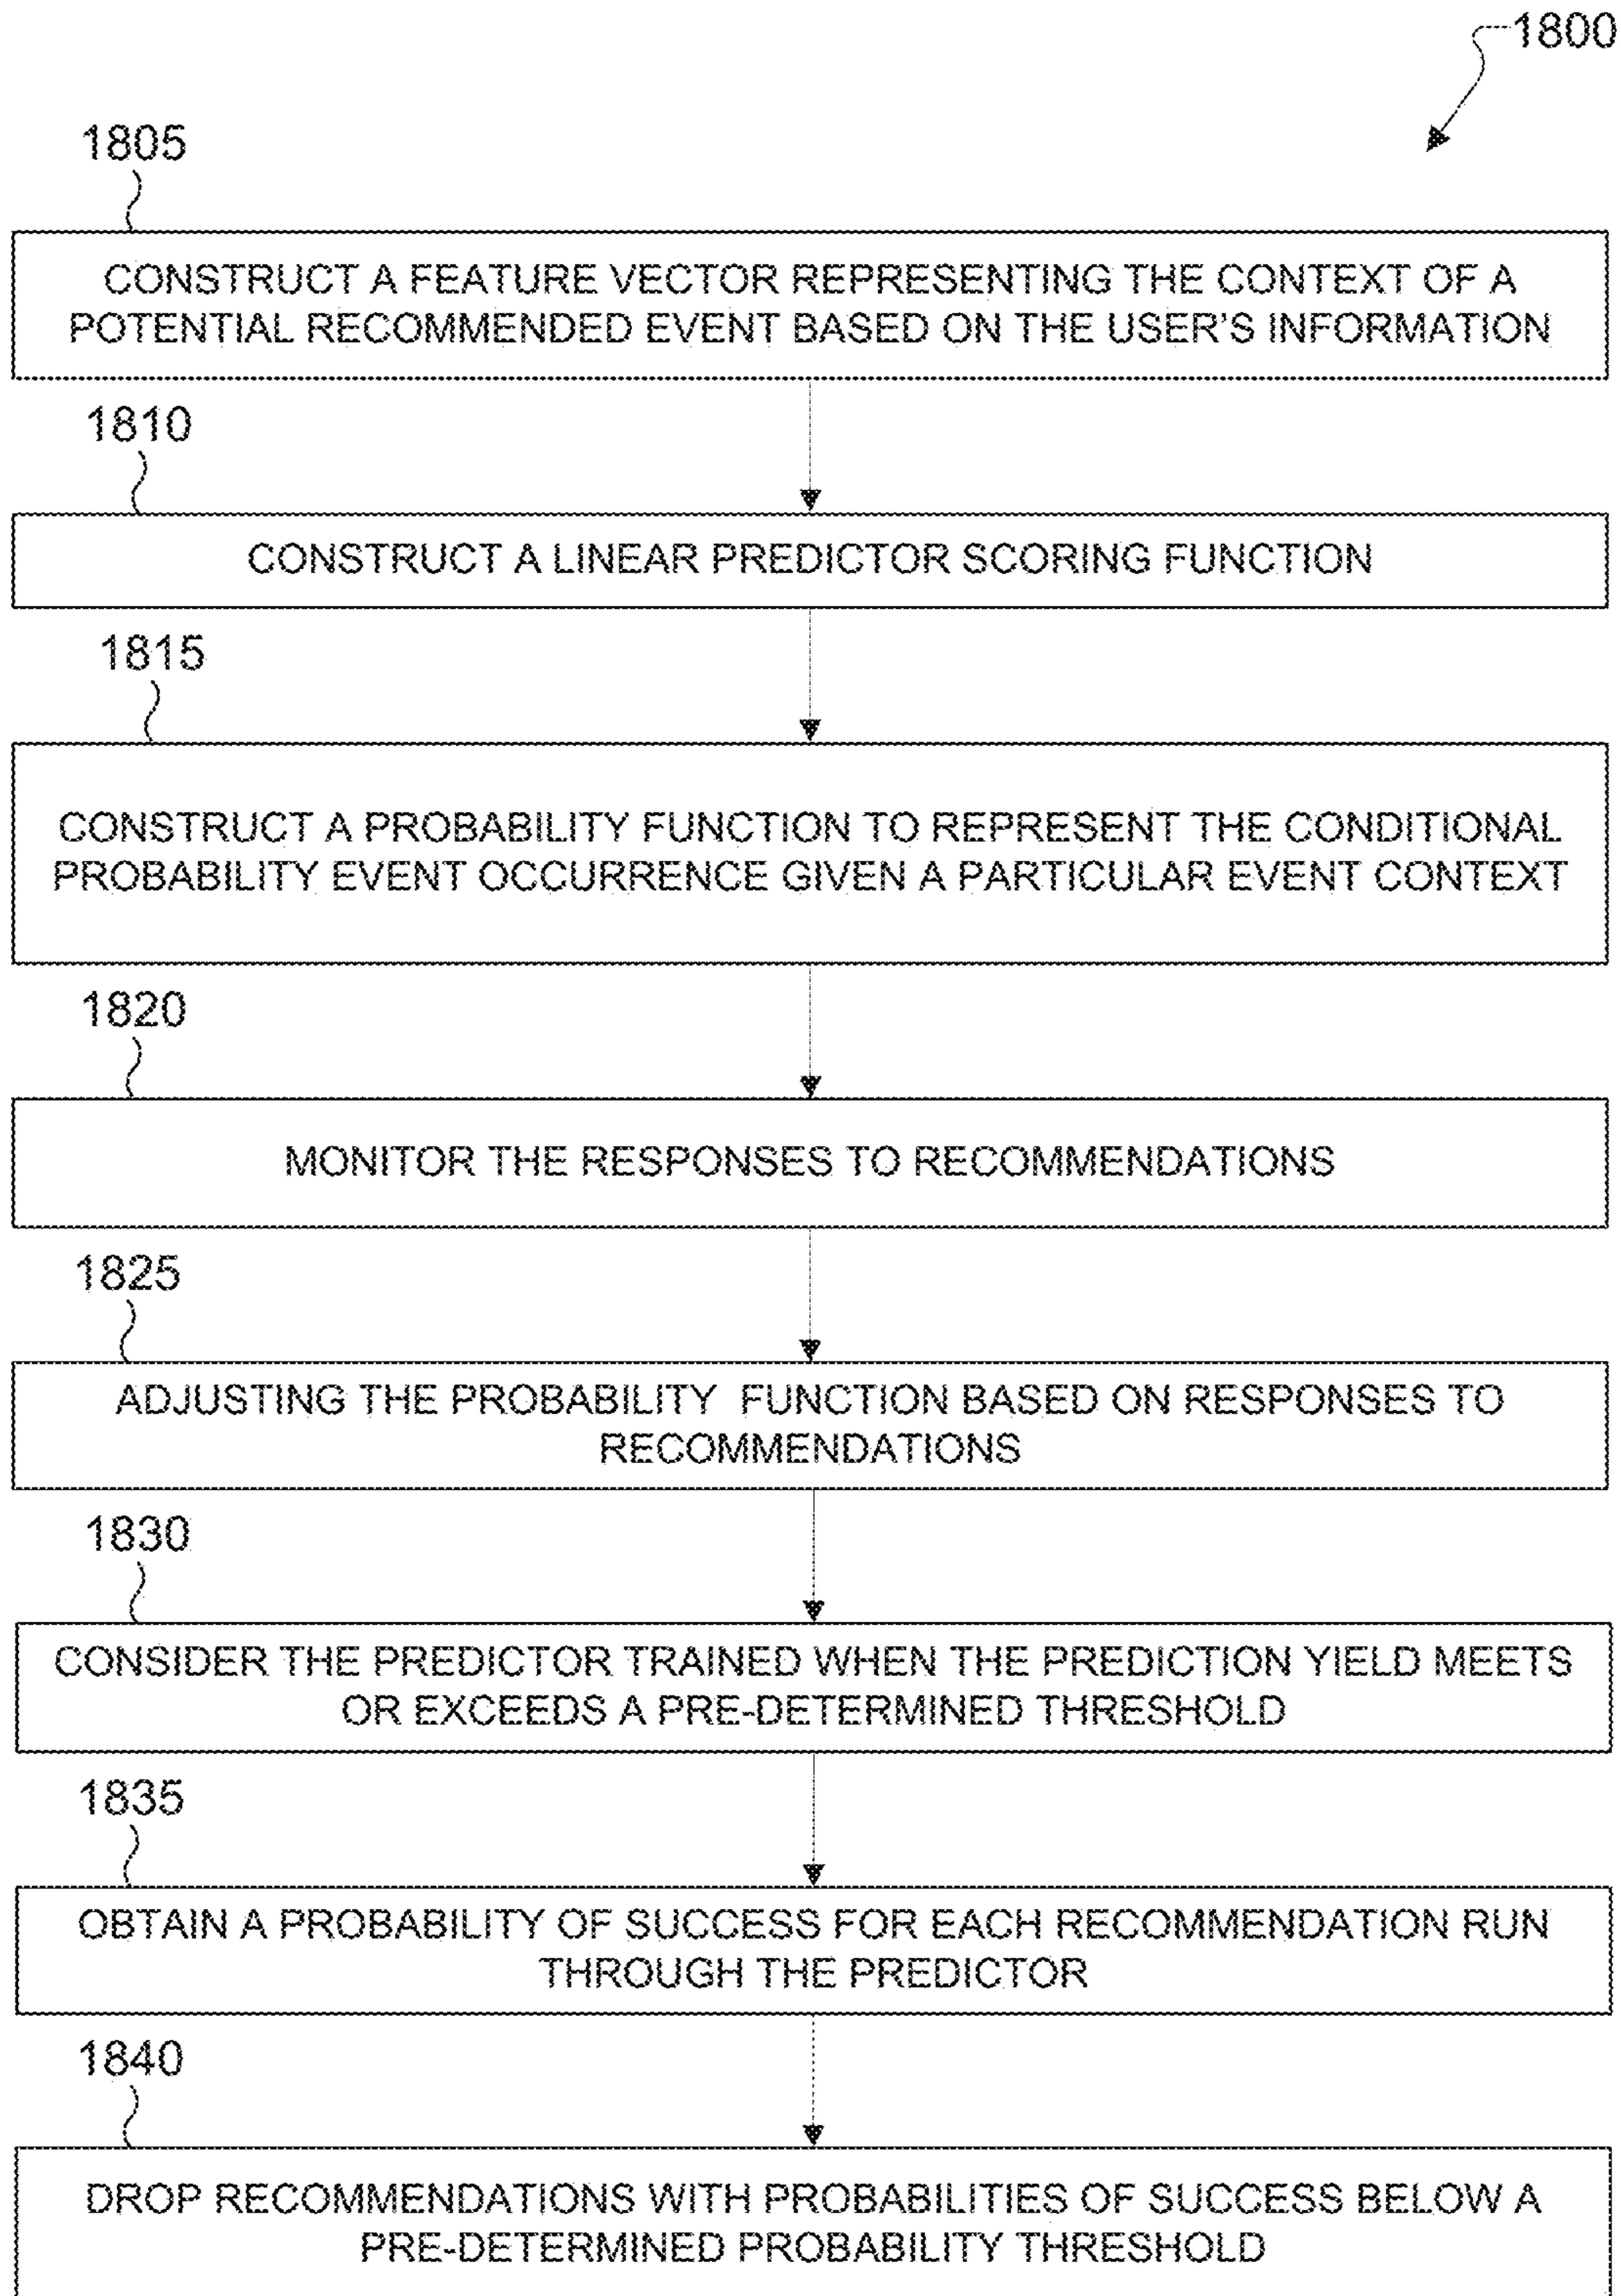 1800
1805
CONSTRUCT A FEATURE VECTOR REPRESENTING THE CONTEXT OF A
POTENTIAL RECOMMENDED EVENT BASED ON THE USER'S INFORMATION
1810
CONSTRUCT A LINEAR PREDICTOR SCORING FUNCTION
1815
CONSTRUCT A PROBABILITY FUNCTION TO REPRESENT THE CONDITIONAL
PROBABILITY EVENT OCCURRENCE GIVEN A PARTICULAR EVENT CONTEXT
1820
MONITOR THE RESPONSES TO RECOMMENDATIONS
1825
ADJUSTING THE PROBABILITY FUNCTION BASED ON RESPONSES TO
RECOMMENDATIONS
1830
CONSIDER THE PREDICTOR TRAINED WHEN THE PREDICTION YIELD MEETS
OR EXCEEDS A PRE-DETERMINED THRESHOLD
1835
OBTAIN A PROBABILITY OF SUCCESS FOR EACH RECOMMENDATION RUN
THROUGH THE PREDICTOR
1840
DROP RECOMMENDATIONS WITH PROBABILITIES OF SUCCESS BELOW A
PRE-DETERMINED PROBABILITY THRESHOLD